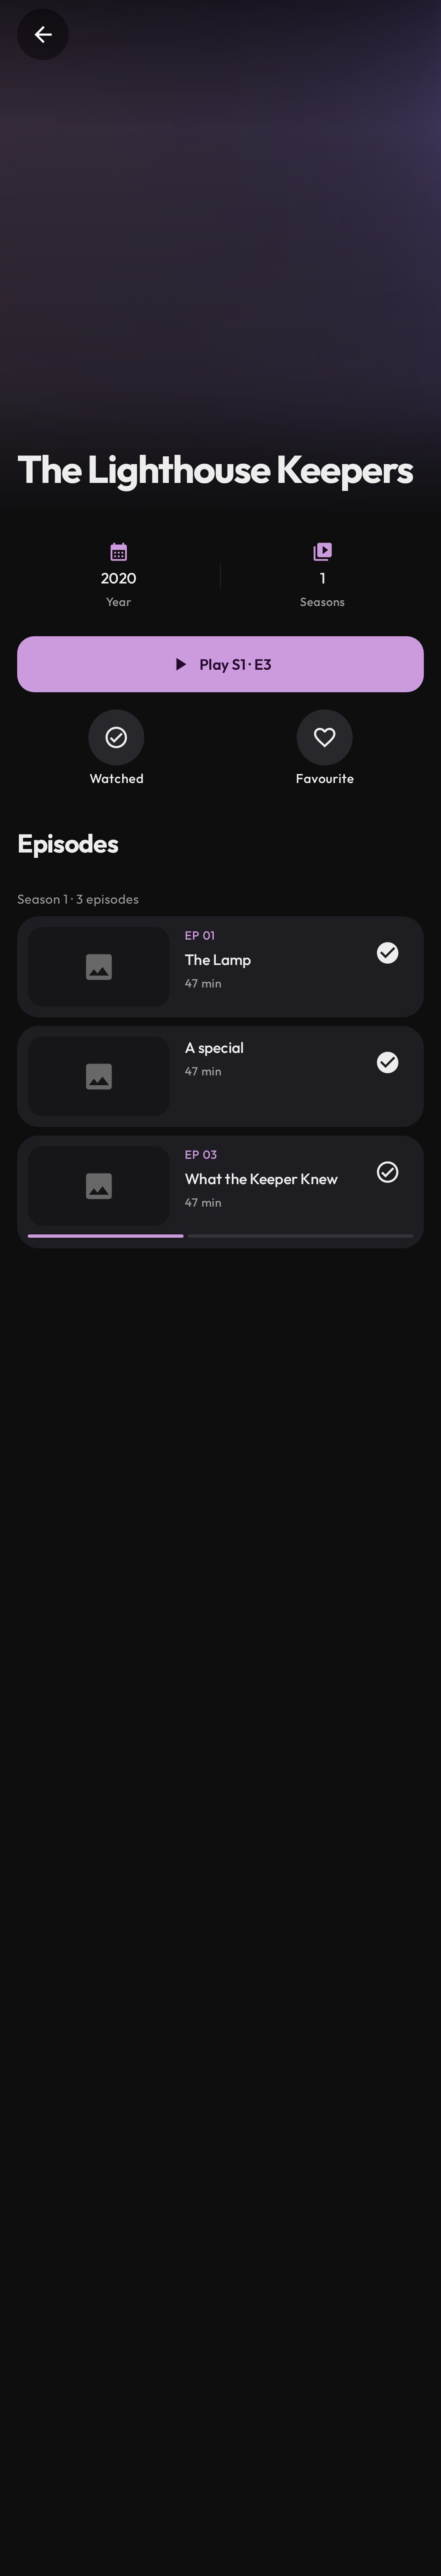 The Lighthouse Keepers
2020
Year
1
Seasons
Play S1 · E3
Watched
Favourite
Episodes
Season 1 · 3 episodes
EP 01
The Lamp
47 min
A special
47 min
EP 03
What the Keeper Knew
47 min